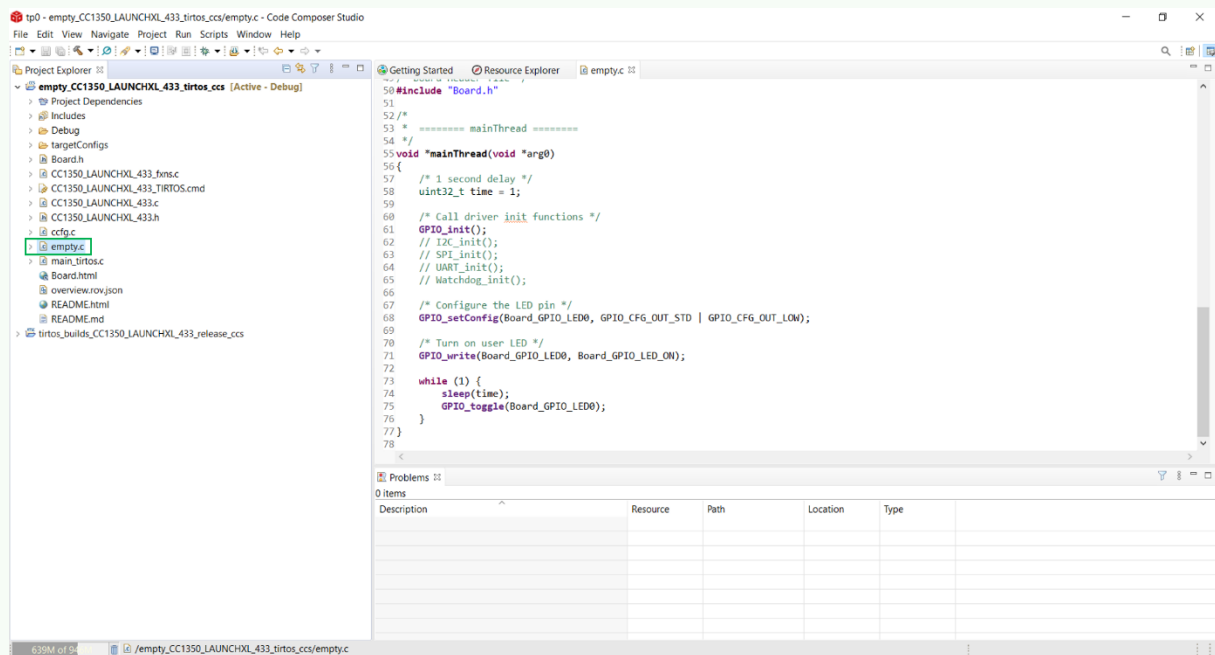 tp0 - empty_CC1350_LAUNCHXL_433_tirtos_ccs/empty.c - Code Composer Studio
File Edit View Navigate Project Run Scripts Window Help
Project Explorer
empty_CC1350_LAUNCHXL_433_tirtos_ccs [Active - Debug]
Project Dependencies
Includes
Debug
targetConfigs
Board.h
CC1350_LAUNCHXL_433_fxns.c
CC1350_LAUNCHXL_433_TIRTOS.cmd
CC1350_LAUNCHXL_433.c
CC1350_LAUNCHXL_433.h
ccfg.c
empty.c
main_tirtos.c
Board.html
overview.rov.json
README.html
README.md
tirtos_builds_CC1350_LAUNCHXL_433_release_ccs
Getting Started Resource Explorer empty.c
50 #include "Board.h"
51
52 /*
53 * ======== mainThread ========
54 */
55 void *mainThread(void *arg0)
56 {
57 /* 1 second delay */
58 uint32_t time = 1;
59
60 /* Call driver init functions */
61 GPIO_init();
62 // I2C_init();
63 // SPI_init();
64 // UART_init();
65 // Watchdog_init();
66
67 /* Configure the LED pin */
68 GPIO_setConfig(Board_GPIO_LED0, GPIO_CFG_OUT_STD | GPIO_CFG_OUT_LOW);
69
70 /* Turn on user LED */
71 GPIO_write(Board_GPIO_LED0, Board_GPIO_LED_ON);
72
73 while (1) {
74 sleep(time);
75 GPIO_toggle(Board_GPIO_LED0);
76 }
77 }
78
Problems
0 items
Description Resource Path Location Type
639M of /empty_CC1350_LAUNCHXL_433_tirtos_ccs/empty.c